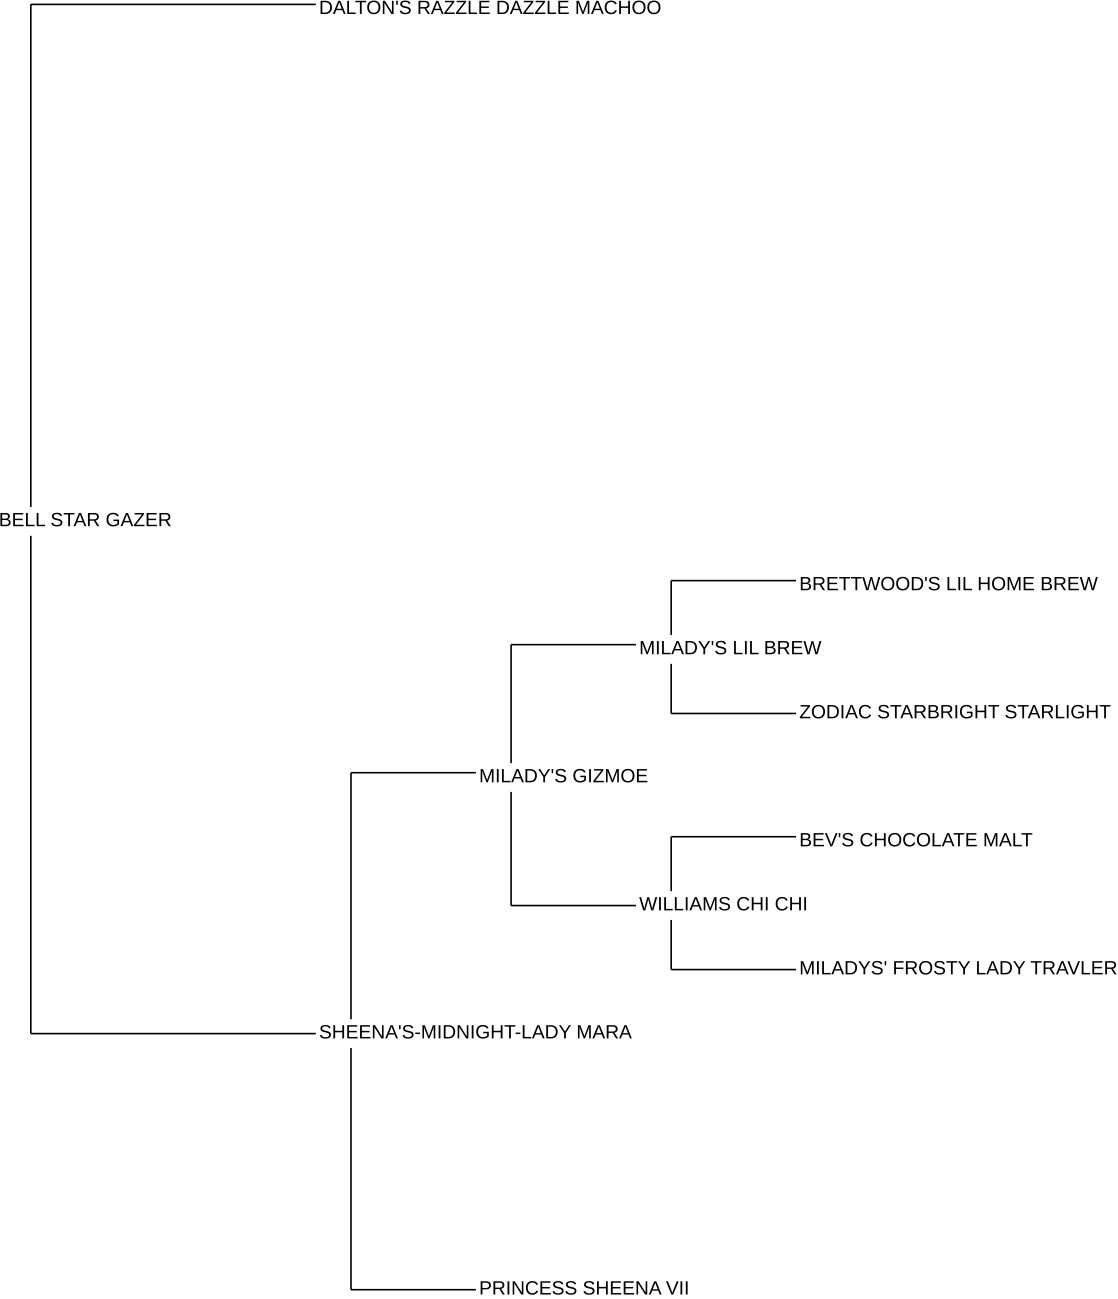 DALTON'S RAZZLE DAZZLE MACHOO
BELL STAR GAZER
BRETTWOOD'S LIL HOME BREW
MILADY'S LIL BREW
ZODIAC STARBRIGHT STARLIGHT
MILADY'S GIZMOE
BEV'S CHOCOLATE MALT
WILLIAMS CHI CHI
MILADYS' FROSTY LADY TRAVLER
SHEENA'S-MIDNIGHT-LADY MARA
PRINCESS SHEENA VII